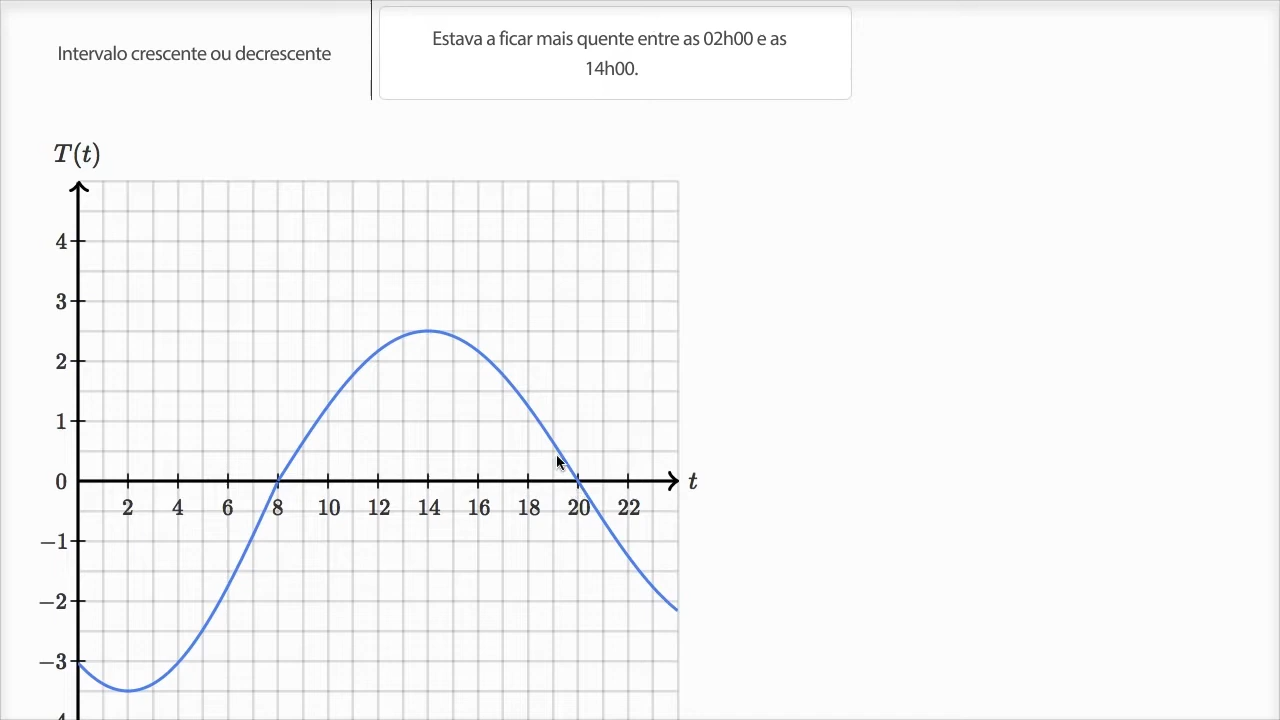 Intervalo crescente ou decrescente
Estava a ficar mais quente entre as 02h00 e as
14h00.
T(t)
4
3
2
1
0
2 4 6 8 10 12 14 16 18 20 22
t
−1
−2
−3